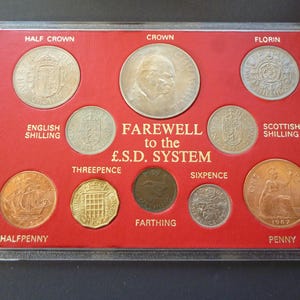 HALF CROWN
CROWN
FLORIN
ENGLISH
SHILLING
FAREWELL
to the
£.S.D. SYSTEM
SCOTTISH
SHILLING
THREEPENCE
SIXPENCE
HALFPENNY
FARTHING
PENNY
1967